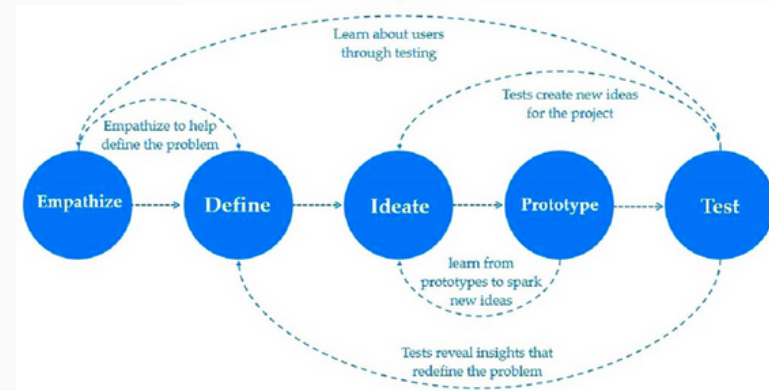 Learn about users
through testing
Tests create new ideas
for the project
Empathize to help
define the problem
Empathize
Define
Ideate
Prototype
Test
learn from
prototypes to spark
new ideas
Tests reveal insights that
redefine the problem